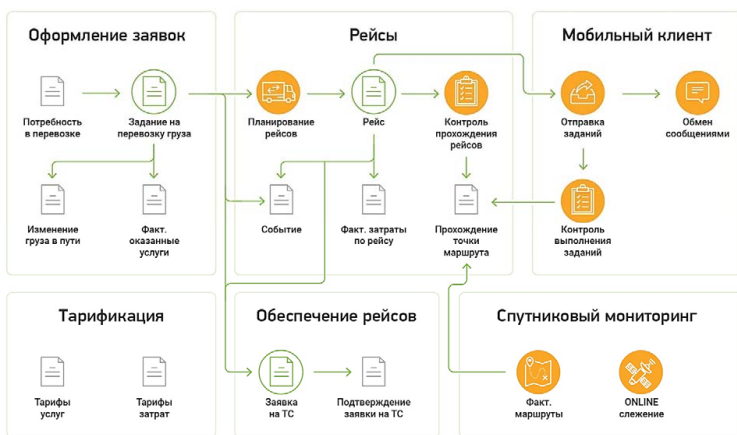 Оформление заявок
Потребность
в перевозке
Задание на
перевозку груза
Изменение
груза в пути
Факт.
оказанные
услуги
Рейсы
Планирование
рейсов
Рейс
Контроль
прохождения
рейсов
Событие
Факт. затраты
по рейсу
Прохождение
точки
маршрута
Мобильный клиент
Отправка
заданий
Обмен
сообщениями
Контроль
выполнения
заданий
Тарификация
Тарифы
услуг
Тарифы
затрат
Обеспечение рейсов
Заявка
на ТС
Подтверждение
заявки на ТС
Спутниковый мониторинг
Факт.
маршруты
ONLINE
слежение